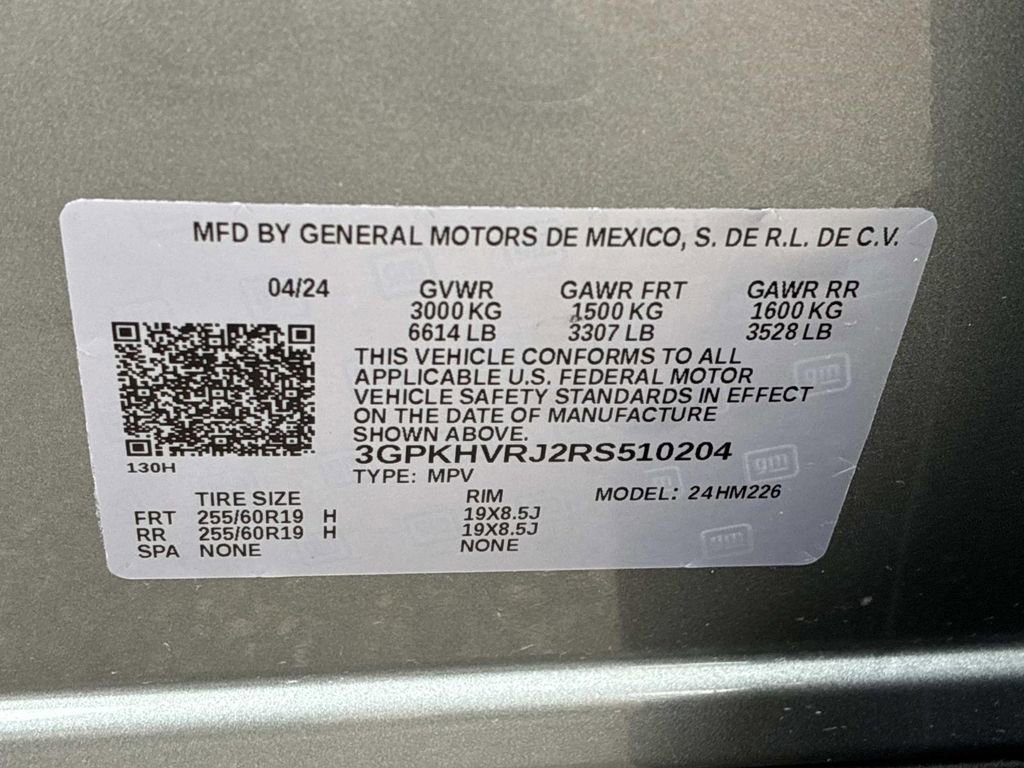 MFD BY GENERAL MOTORS DE MEXICO, S. DE R.L. DE C.V.
04/24 GVWR GAWR FRT GAWR RR
3000 KG 1500 KG 1600 KG
6614 LB 3307 LB 3528 LB
THIS VEHICLE CONFORMS TO ALL
APPLICABLE U.S. FEDERAL MOTOR
VEHICLE SAFETY STANDARDS IN EFFECT
ON THE DATE OF MANUFACTURE
SHOWN ABOVE.
3GPKHVRJ2RS510204
130H
TYPE: MPV
TIRE SIZE RIM MODEL: 24HM226
FRT 255/60R19 H 19X8.5J
RR 255/60R19 H 19X8.5J
SPA NONE NONE
gm
gm
gm